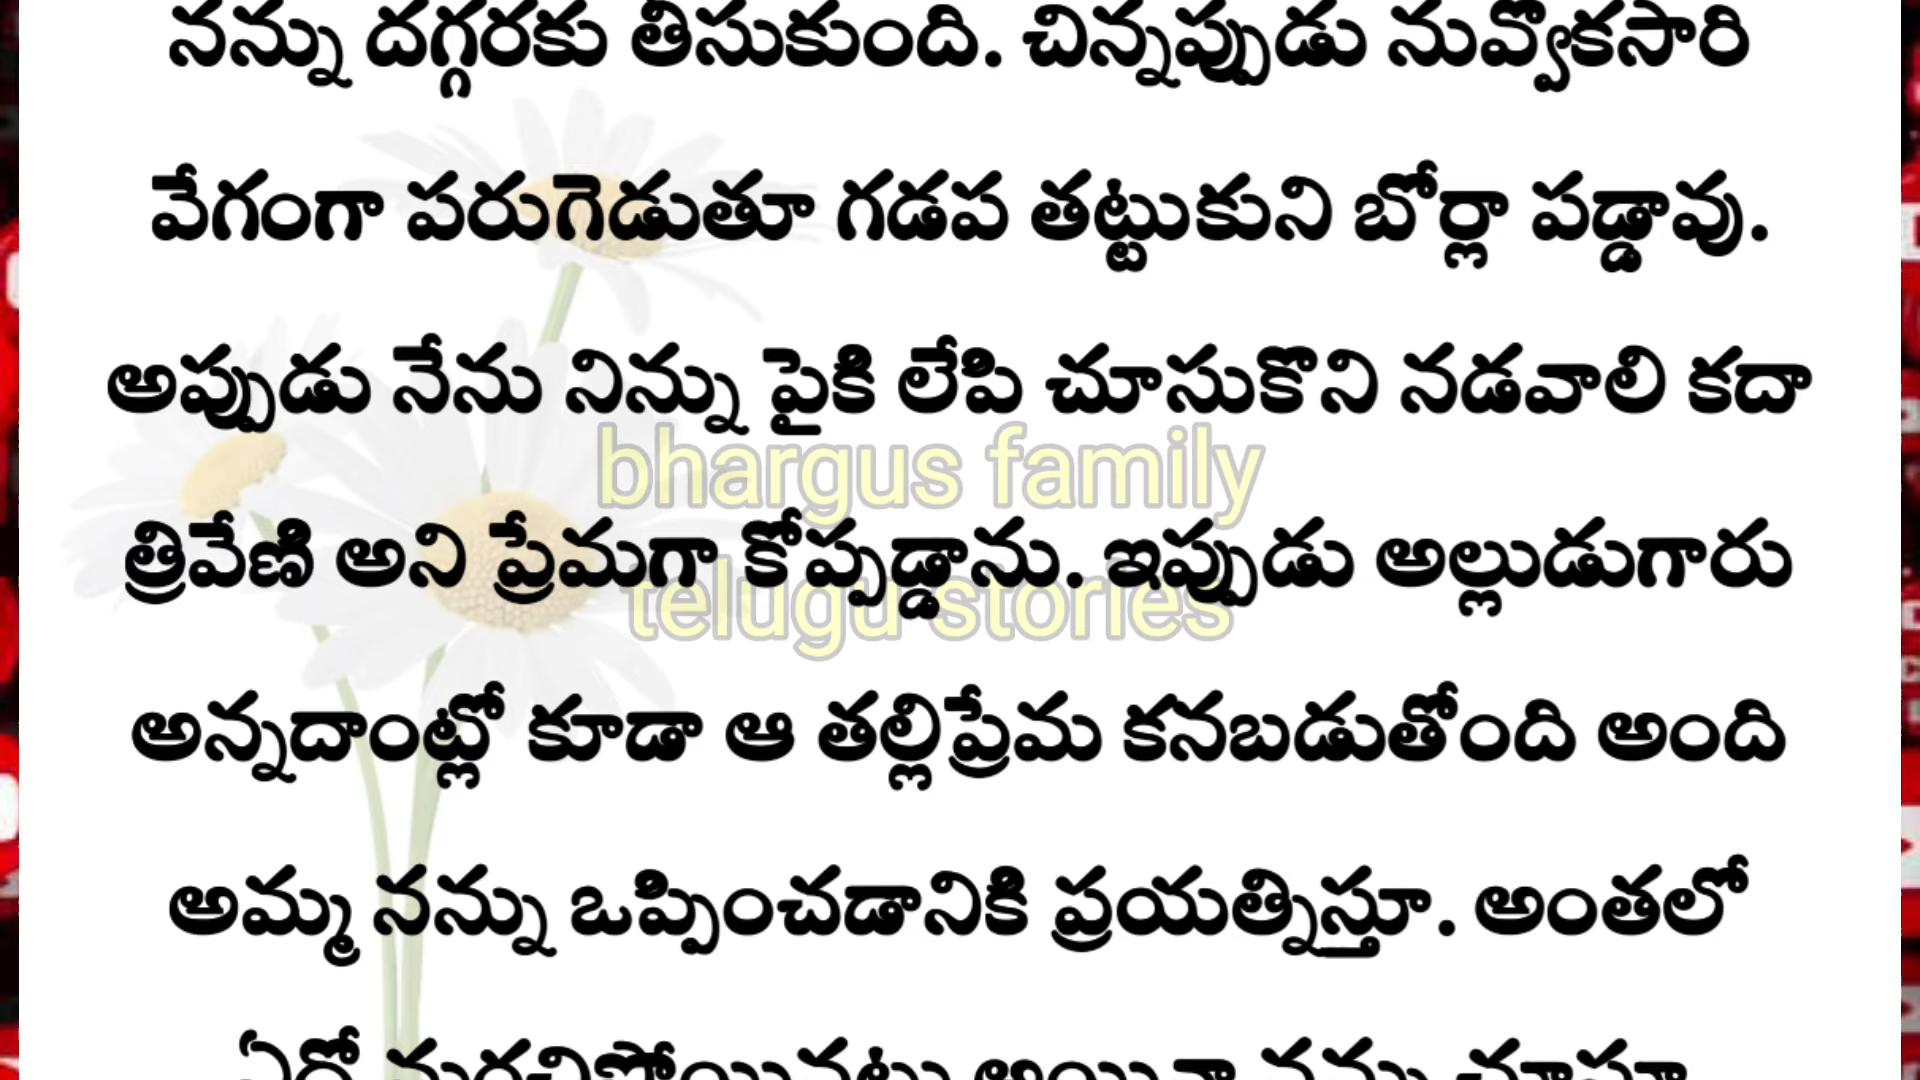 నన్ను దగ్గరకు తీసుకుంది. చిన్నప్పుడు నువ్వొకసారి
వేగంగా పరుగెడుతూ గడప తట్టుకుని బోర్లా పడ్డావు.
అప్పుడు నేను నిన్ను పైకి లేపి చూసుకొని నడవాలి కదా
bhargus family
త్రివేణి అని ప్రేమగా కోప్పడ్డాను. ఇప్పుడు అల్లుడుగారు
telugu stories
అన్నదాంట్లో కూడా ఆ తల్లిప్రేమ కనబడుతోంది అంది
అమ్మ నన్ను ఒప్పించడానికి ప్రయత్నిస్తూ. అంతలో